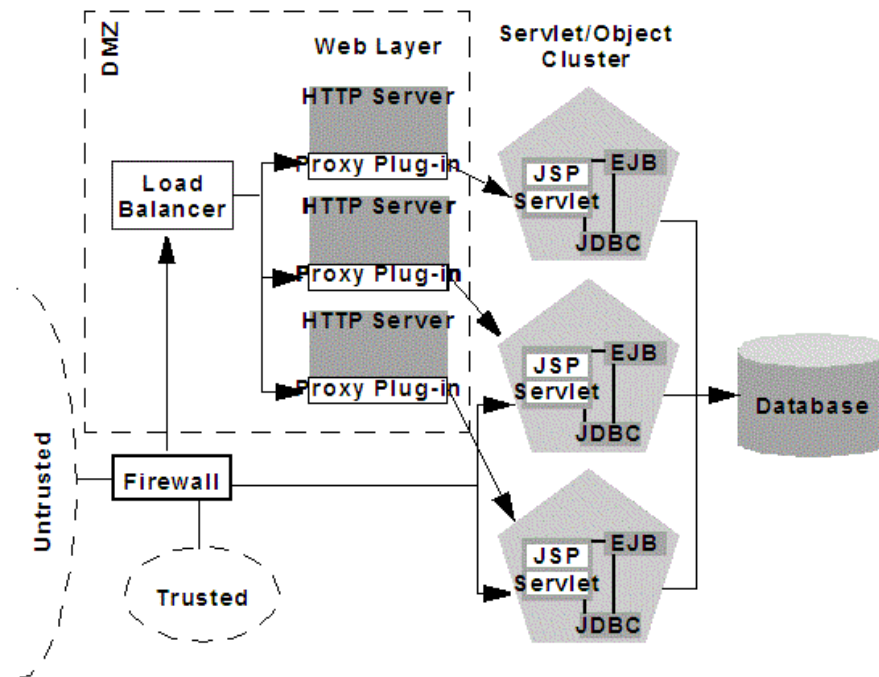 DMZ
Web Layer
Servlet/Object
Cluster
HTTP Server
Proxy Plug-in
HTTP Server
Proxy Plug-in
HTTP Server
Proxy Plug-in
Load
Balancer
JSP
Servlet
EJB
JDBC
JSP
Servlet
EJB
JDBC
JSP
Servlet
EJB
JDBC
Database
Untrusted
Firewall
Trusted